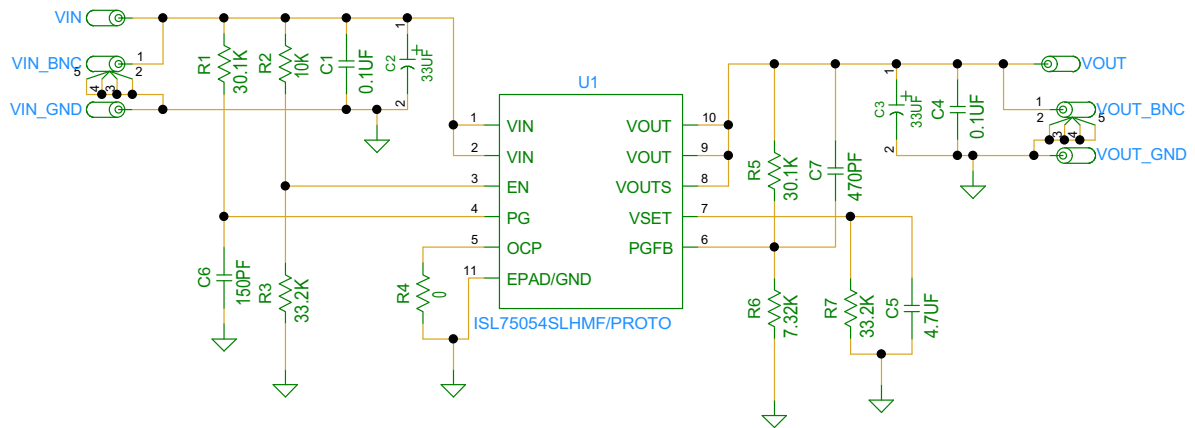 VIN
VIN_BNC
VIN_GND
1
5
2
4
3
R1
30.1K
R2
10K
C1
0.1UF
1
C2
33UF
2
C6
150PF
R3
33.2K
R4
0
U1
1 VIN
2 VIN
3 EN
4 PG
5 OCP
11 EPAD/GND
VOUT 10
VOUT 9
VOUTS 8
VSET 7
PGFB 6
ISL75054SLHMF/PROTO
R5
30.1K
C7
470PF
R6
7.32K
R7
33.2K
C5
4.7UF
1
C3
33UF
2
C4
0.1UF
VOUT
1
VOUT_BNC
2
5
3
4
VOUT_GND